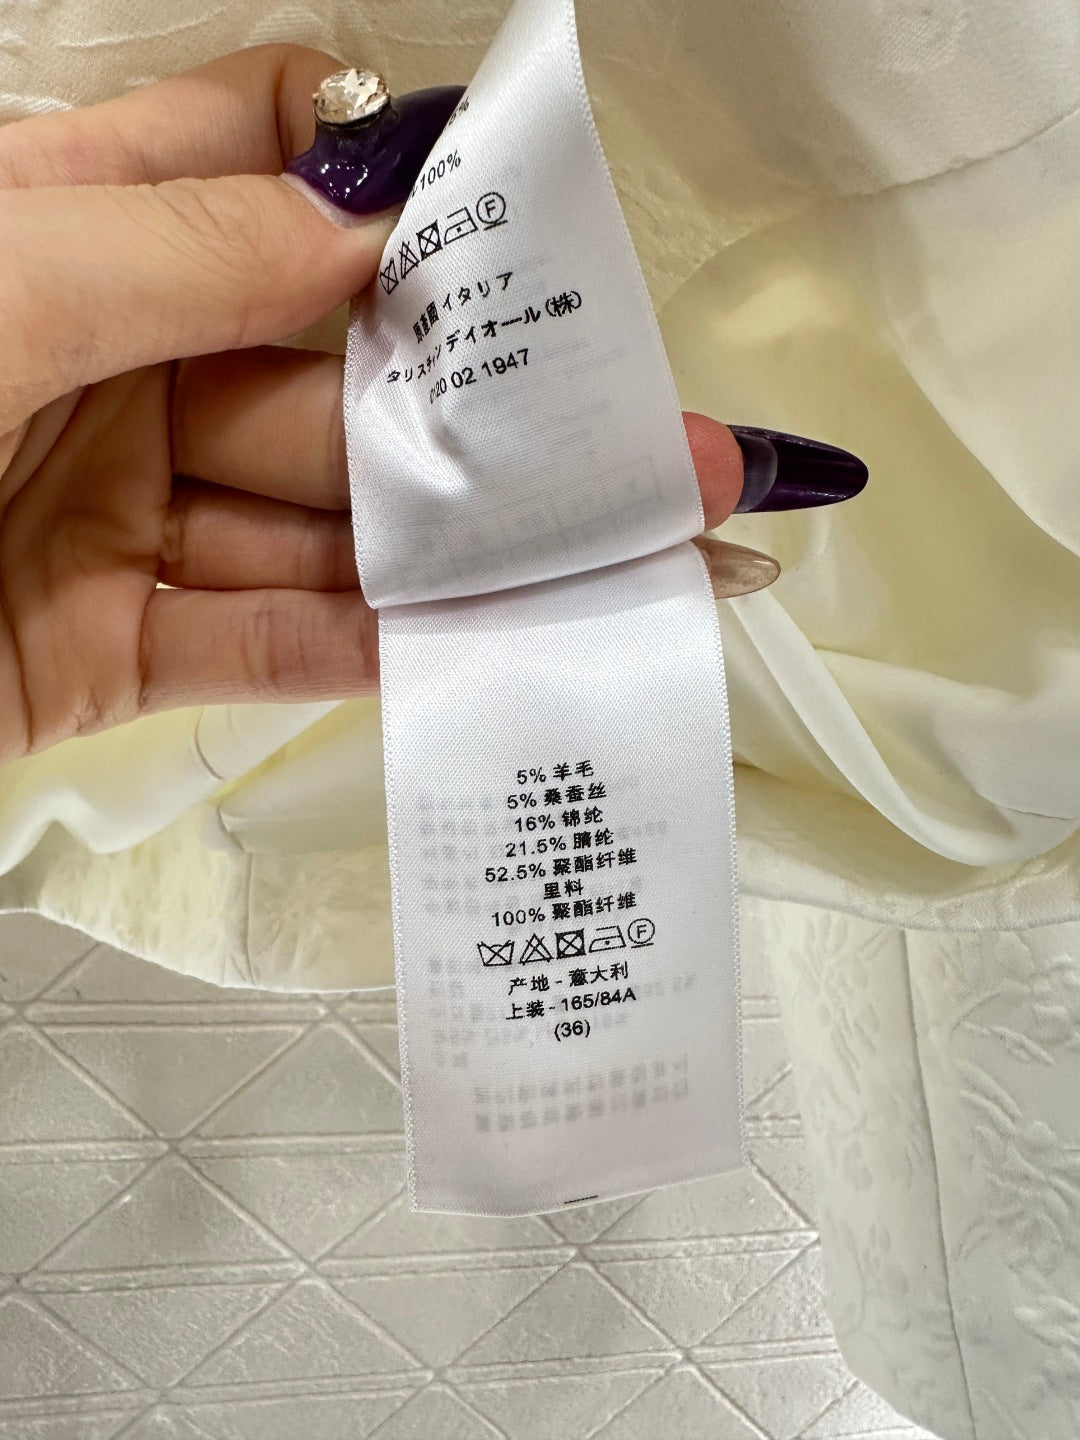 100%
F
原産國 イタリア
クリスチャン デイオール(株)
0120 02 1947
5% 羊毛
5% 桑蚕丝
16% 锦纶
21.5% 腈纶
52.5% 聚酯纤维
里料
100% 聚酯纤维
F
产地 - 意大利
上装 - 165/84A
(36)